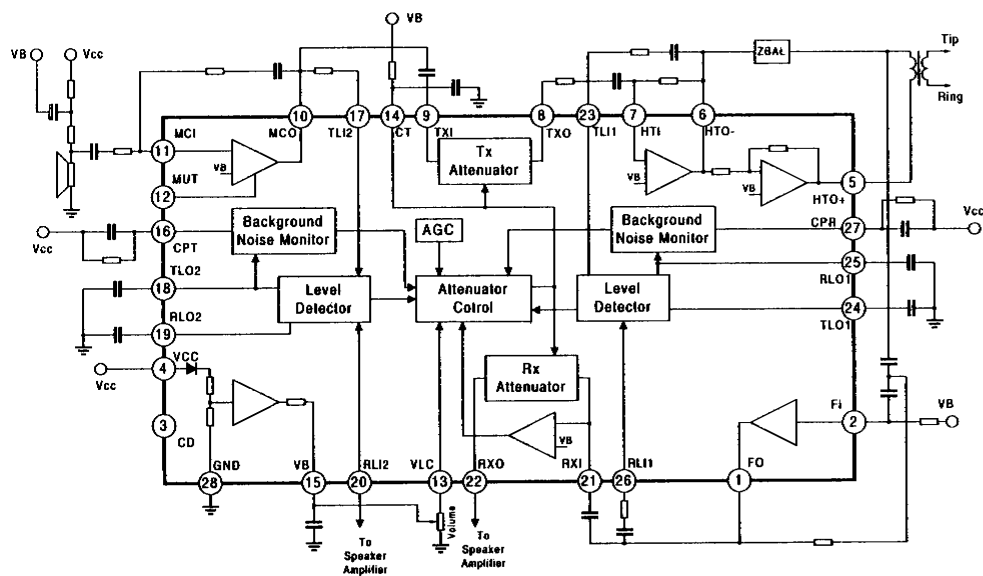 VB
VB
Vcc
ZBAL
Tip
Ring
10
17
14
9
8
23
7
6
MCI
MCO
TLI2
CT
TXI
TXO
TLI1
HTI
HTO-
11
VB
Tx
Attenuator
VB
VB
5
MUT
12
HTO+
Vcc
16
CPT
Background
Noise Monitor
AGC
Background
Noise Monitor
CPR
27
Vcc
TLO2
18
Level
Detector
Attenuator
Cotrol
Level
Detector
25
RLO1
RLO2
19
24
TLO1
Vcc
4
VCC
Rx
Attenuator
3
CD
VB
Fi
2
VB
GND
VB
RLI2
VLC
RXO
RXI
RLI1
FO
28
15
20
13
22
21
26
1
Volume
To
Speaker
Amplifier
To
Speaker
Amplifier